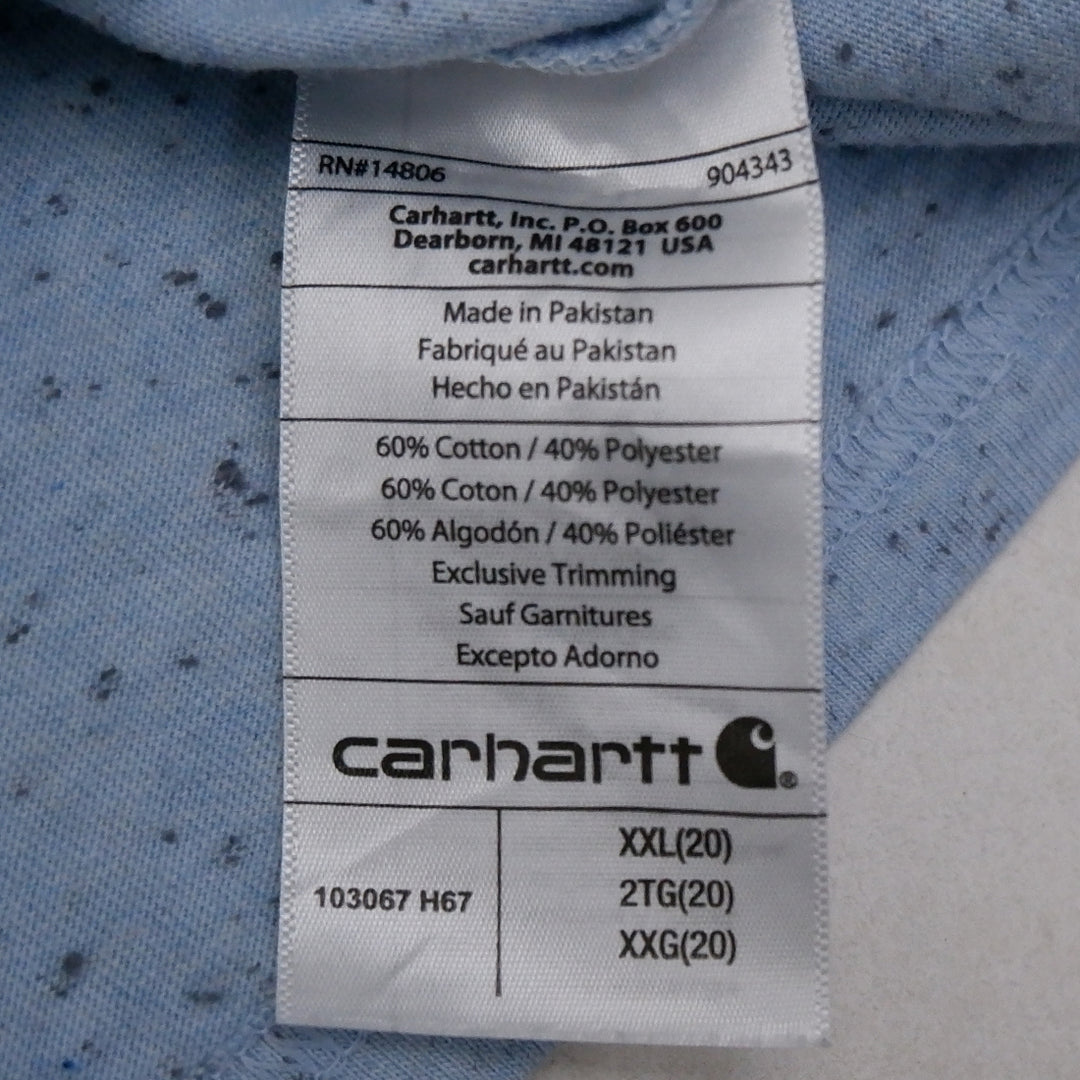 RN#14806 904343
Carhartt, Inc. P.O. Box 600
Dearborn, MI 48121 USA
carhartt.com
Made in Pakistan
Fabriqué au Pakistan
Hecho en Pakistán
60% Cotton / 40% Polyester
60% Coton / 40% Polyester
60% Algodón / 40% Poliéster
Exclusive Trimming
Sauf Garnitures
Excepto Adorno
carhartt ®
103067 H67
XXL(20)
2TG(20)
XXG(20)